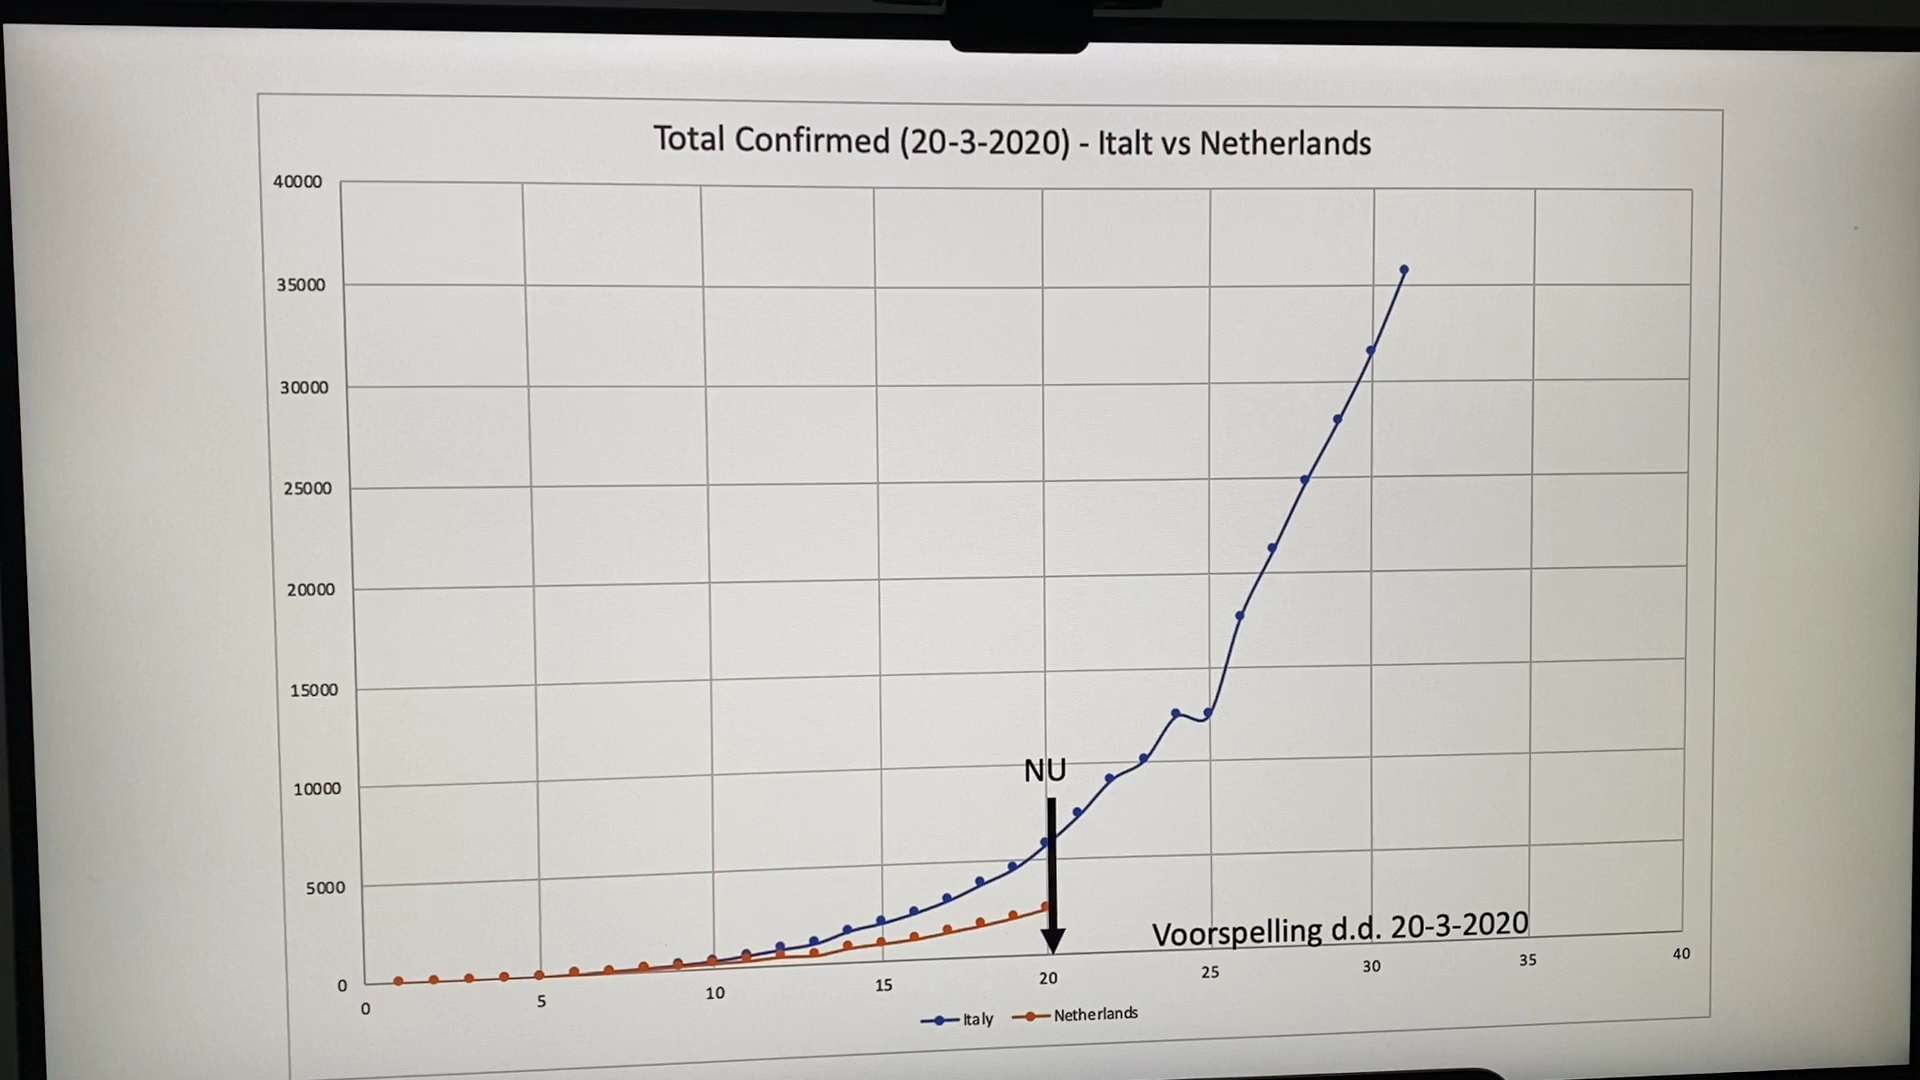 Total Confirmed (20-3-2020) - Italt vs Netherlands
40000
35000
30000
25000
20000
15000
10000
5000
0
NU
Voorspelling d.d. 20-3-2020
0 5 10 15 20 25 30 35 40
Italy Netherlands